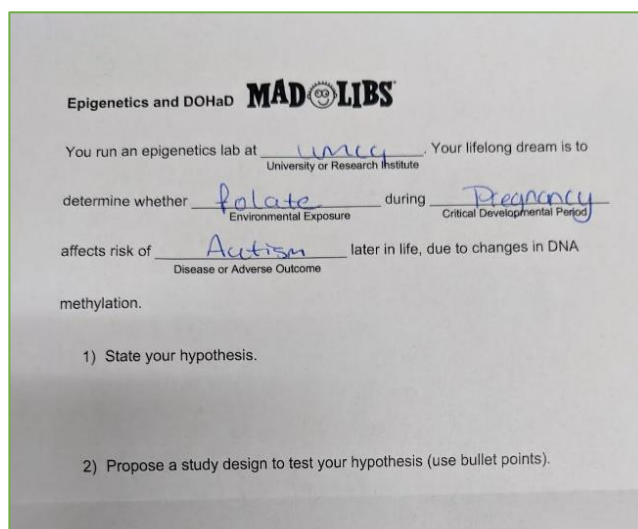 Epigenetics and DOHaD MAD LIBS
You run an epigenetics lab at umcg. Your lifelong dream is to
University or Research Institute
determine whether folate during Pregnancy
Environmental Exposure Critical Developmental Period
affects risk of Autism later in life, due to changes in DNA
Disease or Adverse Outcome
methylation.
1) State your hypothesis.
2) Propose a study design to test your hypothesis (use bullet points).